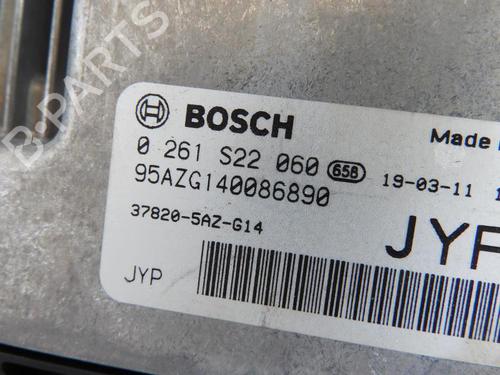 B-PARTS
BOSCH
Made
0 261 S22 060 658 19-03-11
95AZG140086890
37820-5AZ-G14
JYP
JYP